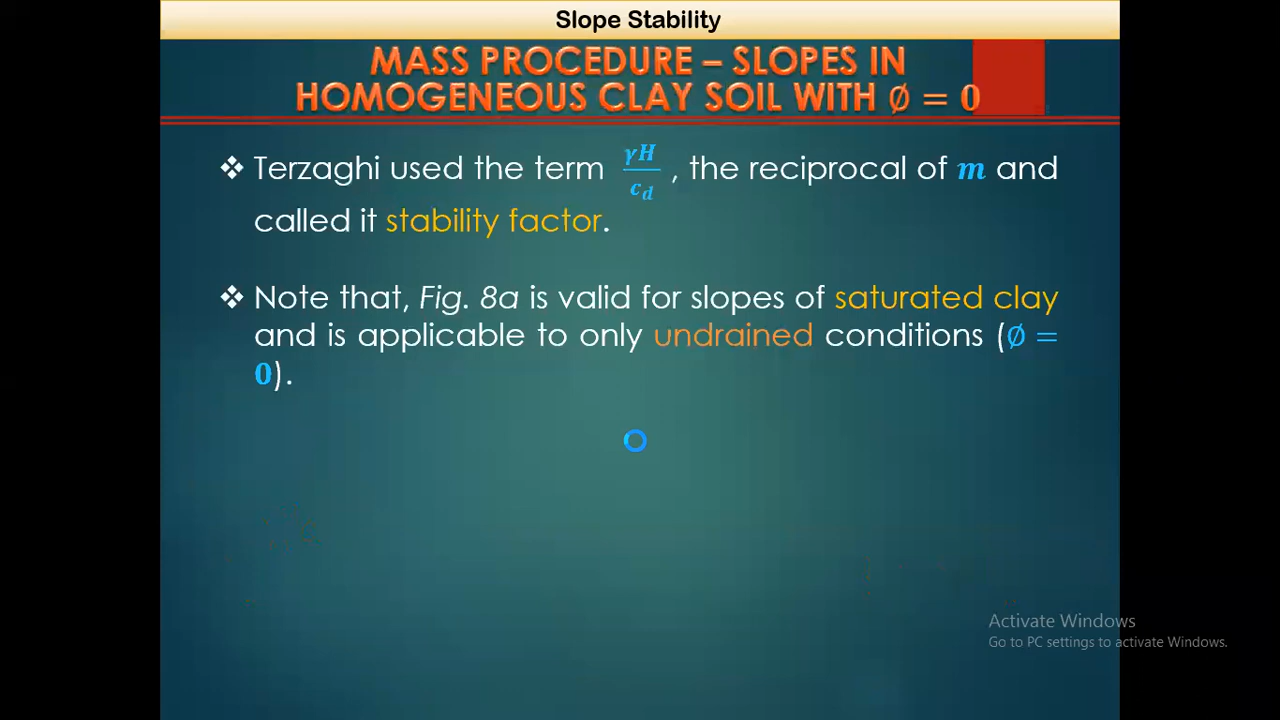 Slope Stability
MASS PROCEDURE – SLOPES IN
HOMOGENEOUS CLAY SOIL WITH ∅ = 0
❖ Terzaghi used the term γH/c_d , the reciprocal of m and
called it stability factor.
❖ Note that, Fig. 8a is valid for slopes of saturated clay
and is applicable to only undrained conditions (∅ =
0).
Activate Windows
Go to PC settings to activate Windows.